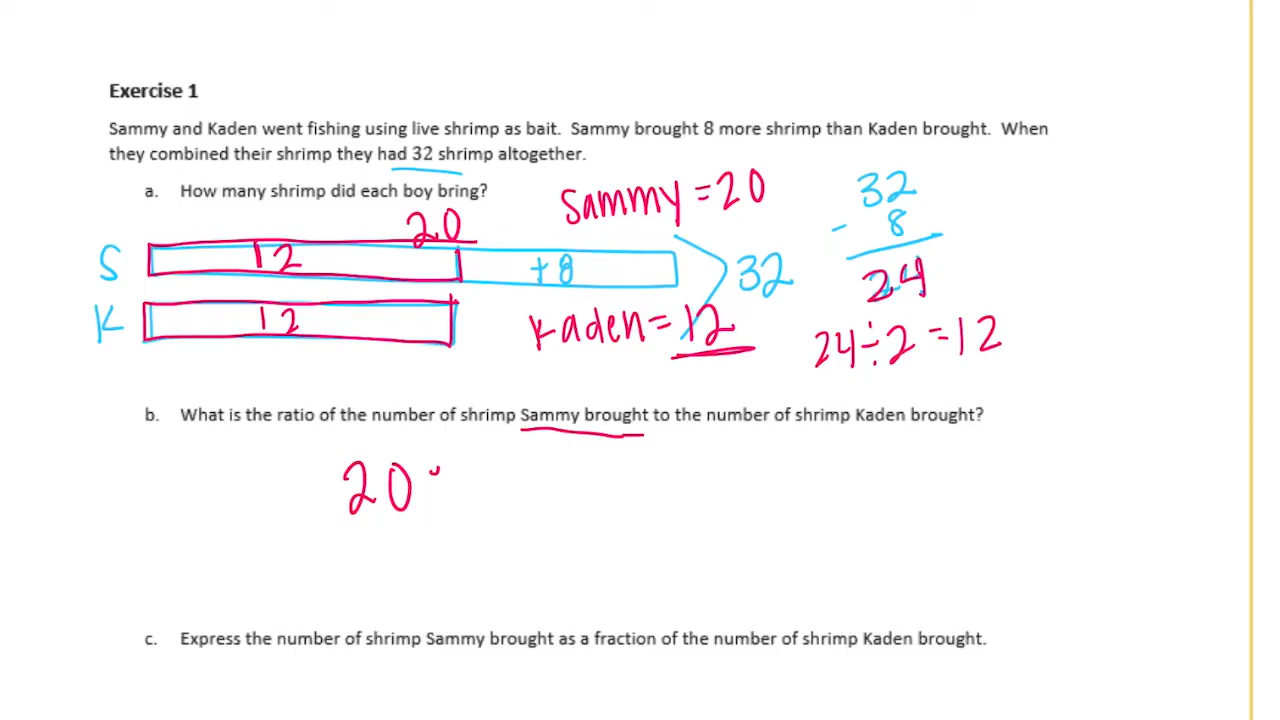 Exercise 1
Sammy and Kaden went fishing using live shrimp as bait. Sammy brought 8 more shrimp than Kaden brought. When
they combined their shrimp they had 32 shrimp altogether.
a. How many shrimp did each boy bring?
Sammy = 20
32
- 8
24
24 ÷ 2 = 12
20
S 12 +8
32
K 12
Kaden = 12
b. What is the ratio of the number of shrimp Sammy brought to the number of shrimp Kaden brought?
20
c. Express the number of shrimp Sammy brought as a fraction of the number of shrimp Kaden brought.